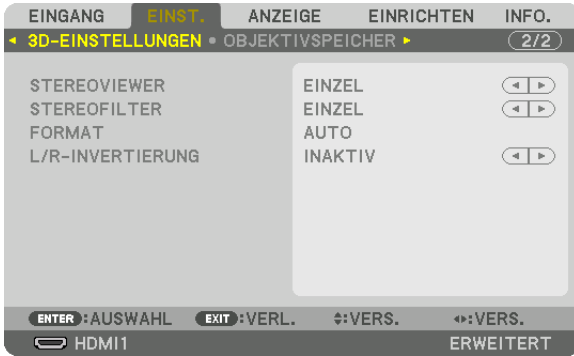 EINGANG EINST. ANZEIGE EINRICHTEN INFO.
◀ 3D-EINSTELLUNGEN • OBJEKTIVSPEICHER ▶ 2/2
STEREOVIEWER EINZEL
STEREOFILTER EINZEL
FORMAT AUTO
L/R-INVERTIERUNG INAKTIV
ENTER:AUSWAHL EXIT:VERL. ♦:VERS. ◀▶:VERS.
HDMI1 ERWEITERT